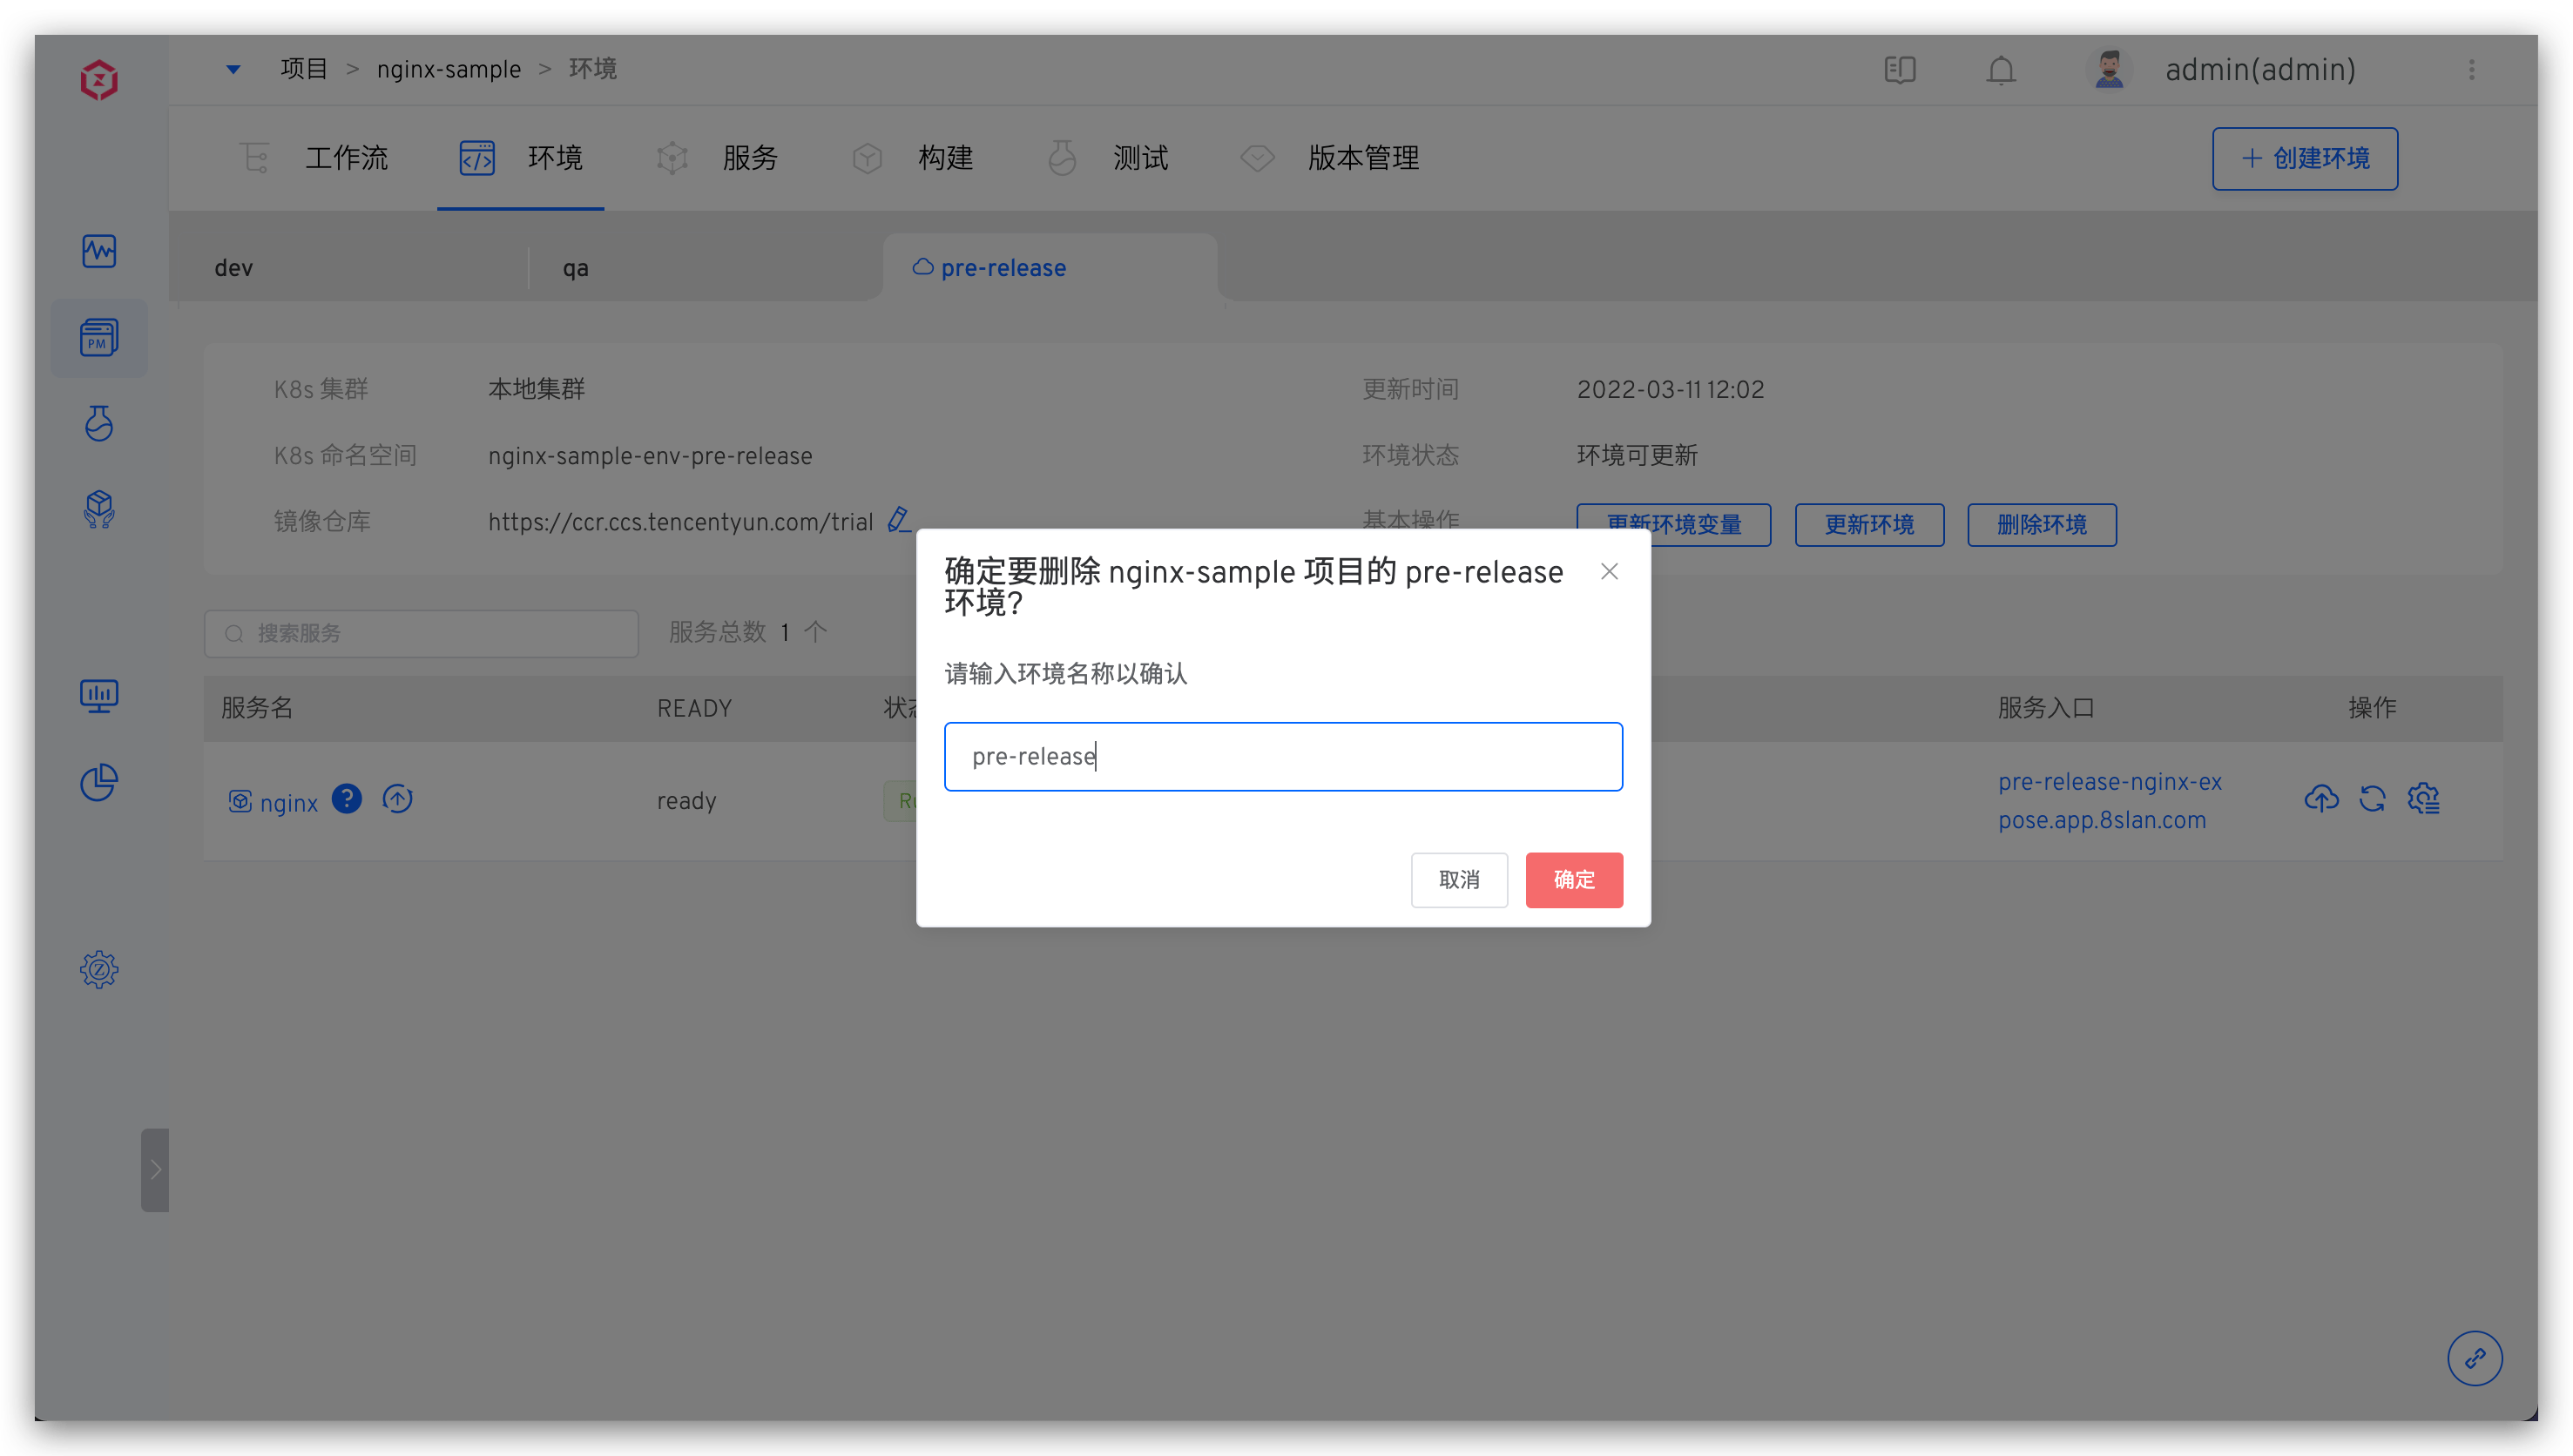 项目 > nginx-sample > 环境
admin(admin)
工作流 环境 服务 构建 测试 版本管理
+ 创建环境
dev qa pre-release
PM
K8s 集群 本地集群 更新时间 2022-03-11 12:02
K8s 命名空间 nginx-sample-env-pre-release 环境状态 环境可更新
镜像仓库 https://ccr.ccs.tencentyun.com/trial 基本操作 更新环境变量 更新环境 删除环境
确定要删除 nginx-sample 项目的 pre-release
环境?
搜索服务 服务总数 1 个
请输入环境名称以确认
服务名 READY 服务入口 操作
pre-release
nginx ready
pre-release-nginx-ex
pose.app.8slan.com
取消 确定